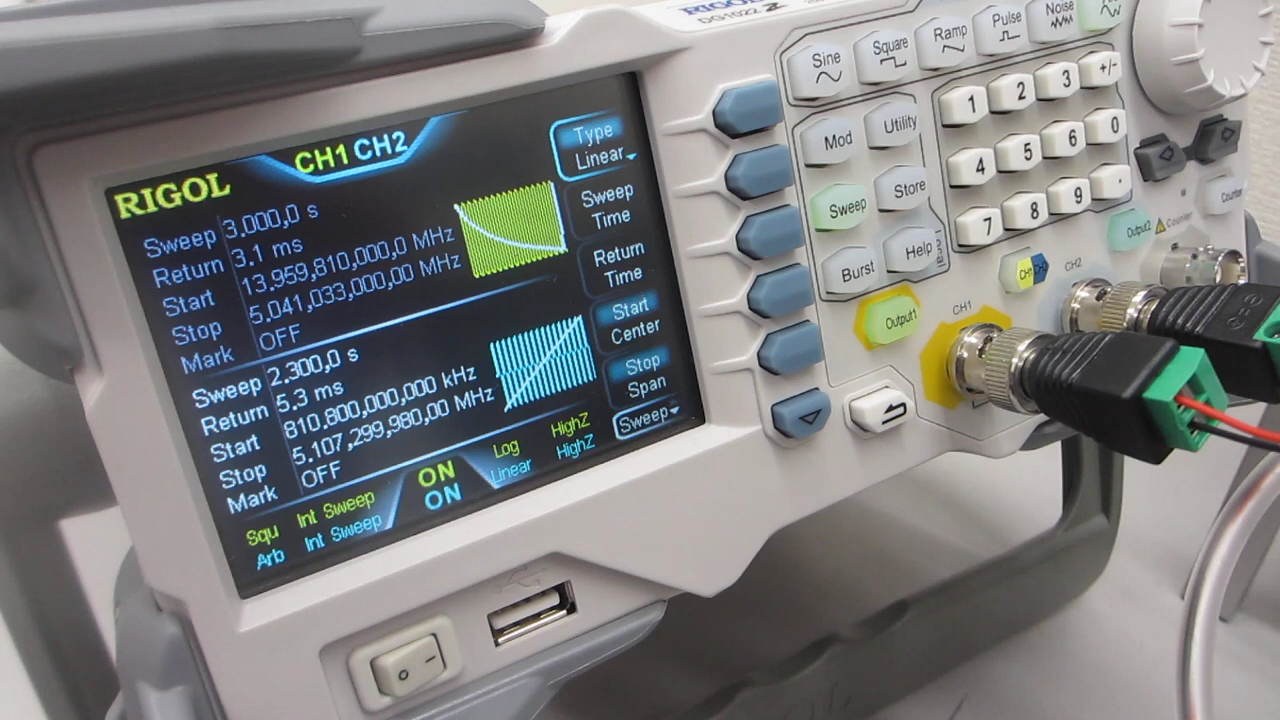 RIGOL
DG1022 Z
CH1 CH2
RIGOL
Sweep 3.000,0 s
Return 3.1 ms
Start 13.959,810,000,0 MHz
Stop 5.041,033,000,00 MHz
Mark OFF
Sweep 2.300,0 s
Return 5.3 ms
Start 810.800,000,000 kHz
Stop 5.107,299,980,00 MHz
Mark OFF
Squ Int Sweep ON Log HighZ
Arb Int Sweep ON Linear HighZ
Type
Linear
Sweep
Time
Return
Time
Start
Center
Stop
Span
Sweep
Sine Square Ramp Pulse Noise
Mod Utility
Sweep Store
Burst Help
1 2 3 +/-
4 5 6 0
7 8 9 .
Output1
CH1 CH2
Output2
Counter
Counter
CH1
CH2